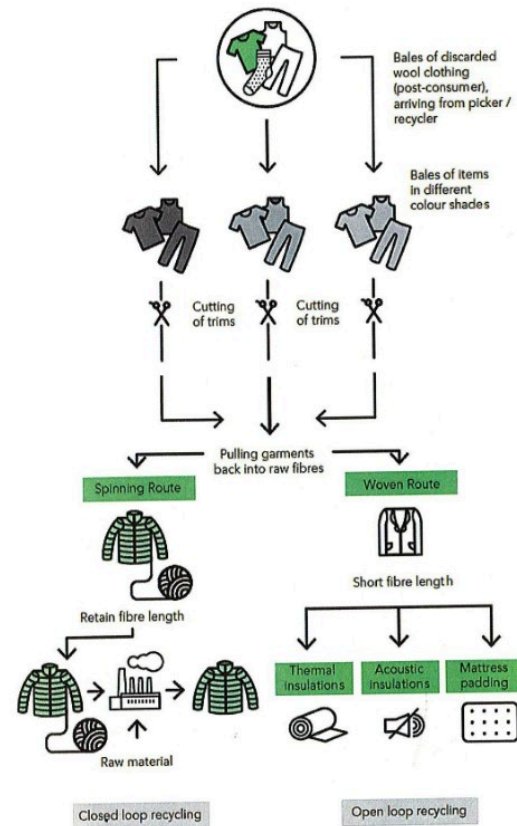 Bales of discarded
wool clothing
(post-consumer),
arriving from picker /
recycler
Bales of items
in different
colour shades
Cutting
of trims
Cutting
of trims
Pulling garments
back into raw fibres
Spinning Route
Woven Route
Retain fibre length
Short fibre length
Thermal
insulations
Acoustic
insulations
Mattress
padding
Raw material
Closed loop recycling
Open loop recycling